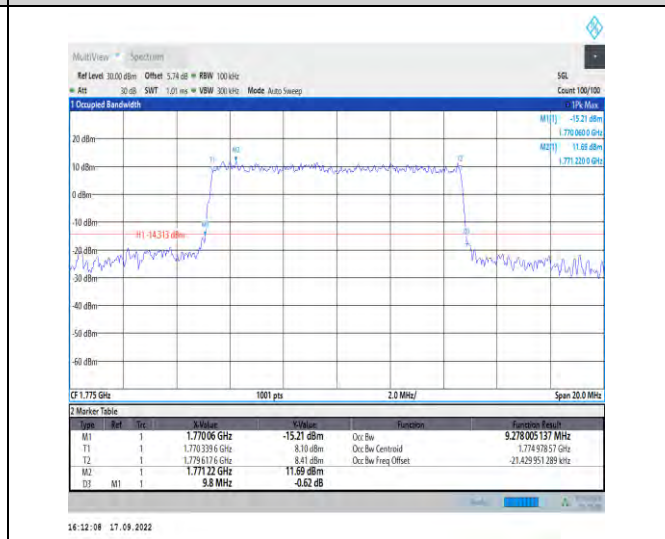 MultiView Spectrum
Ref Level 30.00 dBm Offset 5.74 dB RBW 100 kHz SGL
Att 30 dB SWT 1.01 ms VBW 300 kHz Mode Auto Sweep Count 100/100
1 Occupied Bandwidth 1Pk Max
M1[1] -15.21 dBm
1.770 060 0 GHz
M2[1] 11.69 dBm
1.771 220 0 GHz
20 dBm
10 dBm
0 dBm
-10 dBm
-20 dBm
-30 dBm
-40 dBm
-50 dBm
-60 dBm
T1
M2
T2
M1
D3
H1 -14.313 dBm
CF 1.775 GHz 1001 pts 2.0 MHz/ Span 20.0 MHz
2 Marker Table
Type Ref Trc X-Value Y-Value Function Function Result
M1 1 1.77006 GHz -15.21 dBm Occ Bw 9.278005137 MHz
T1 1 1.770 339 6 GHz 8.10 dBm Occ Bw Centroid 1.774 978 57 GHz
T2 1 1.779 617 6 GHz 8.41 dBm Occ Bw Freq Offset -21.429 951 289 kHz
M2 1 1.771 22 GHz 11.69 dBm
D3 M1 1 9.8 MHz -0.62 dB
16:12:08 17.09.2022